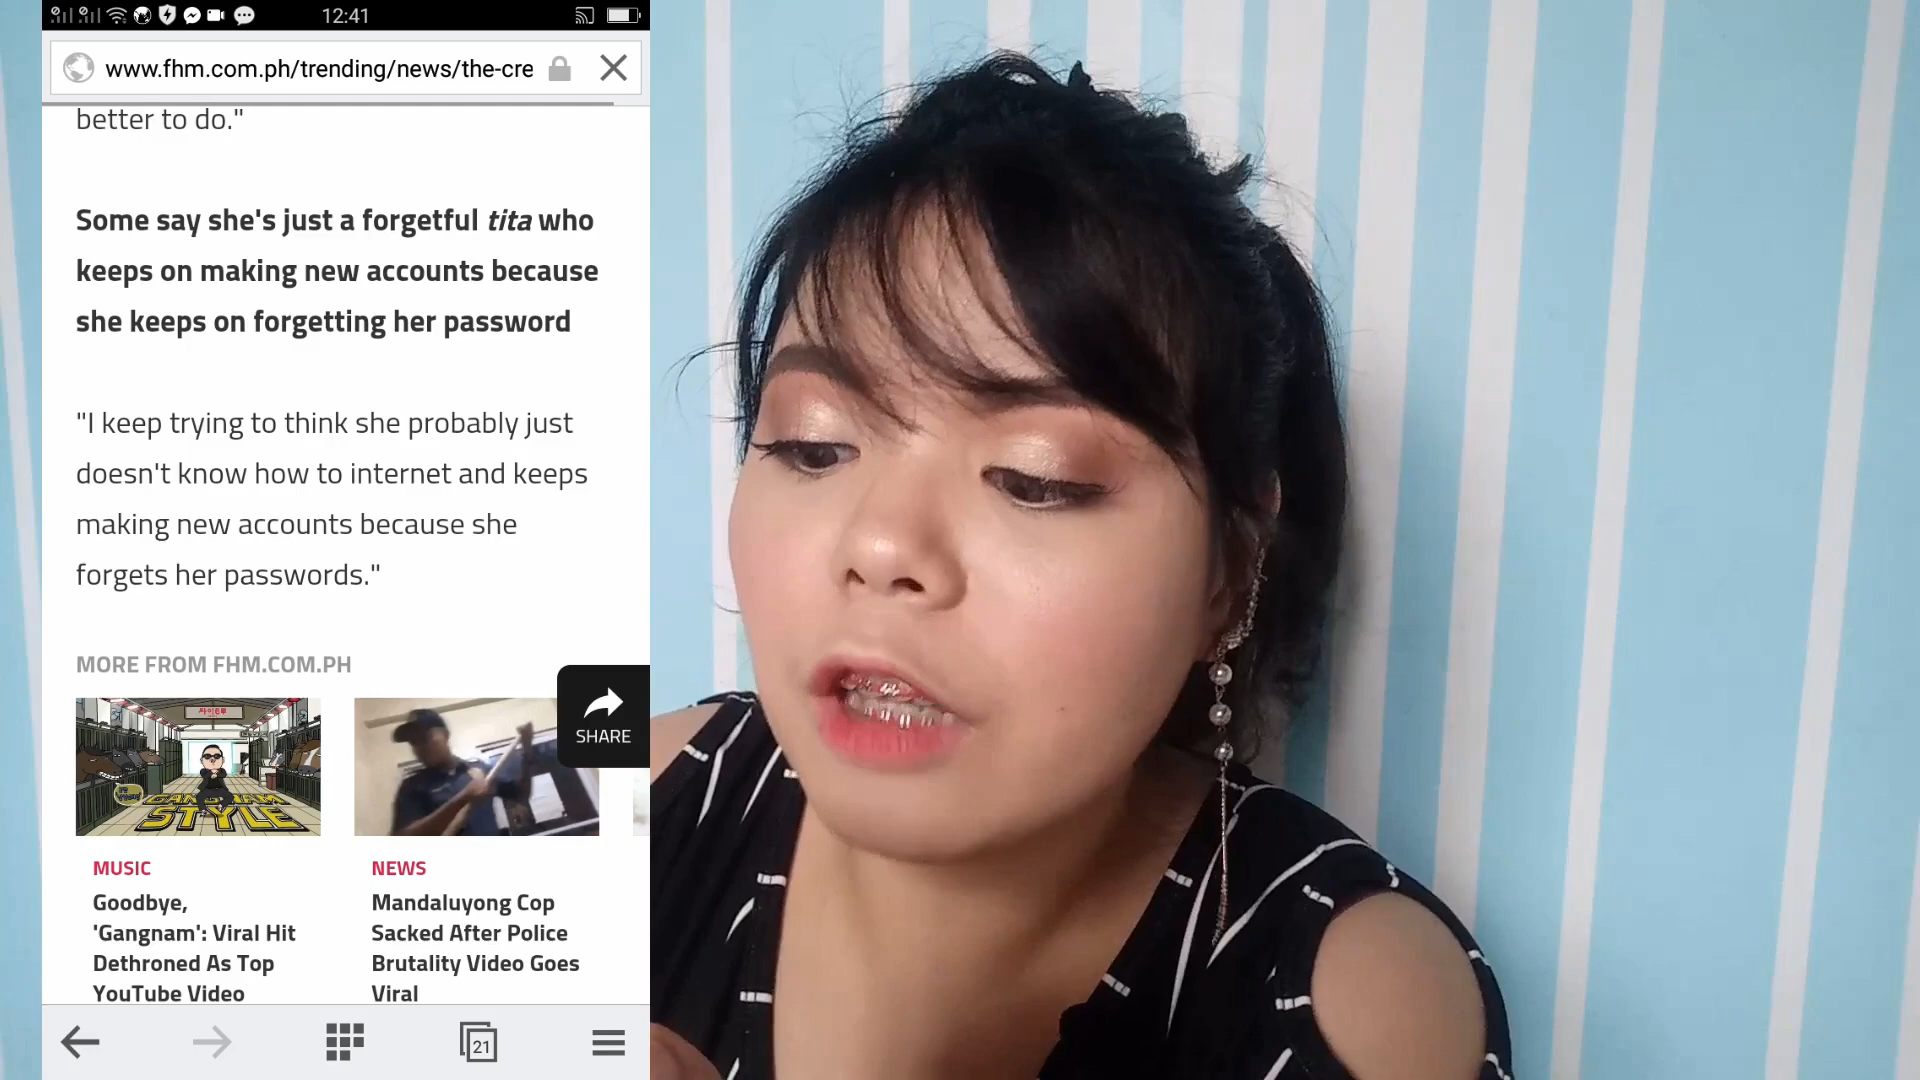 12:41
www.fhm.com.ph/trending/news/the-cre
better to do."
Some say she's just a forgetful tita who
keeps on making new accounts because
she keeps on forgetting her password
"I keep trying to think she probably just
doesn't know how to internet and keeps
making new accounts because she
forgets her passwords."
MORE FROM FHM.COM.PH
SHARE
GANGNAM
STYLE
MUSIC
Goodbye,
'Gangnam': Viral Hit
Dethroned As Top
YouTube Video
NEWS
Mandaluyong Cop
Sacked After Police
Brutality Video Goes
Viral
21